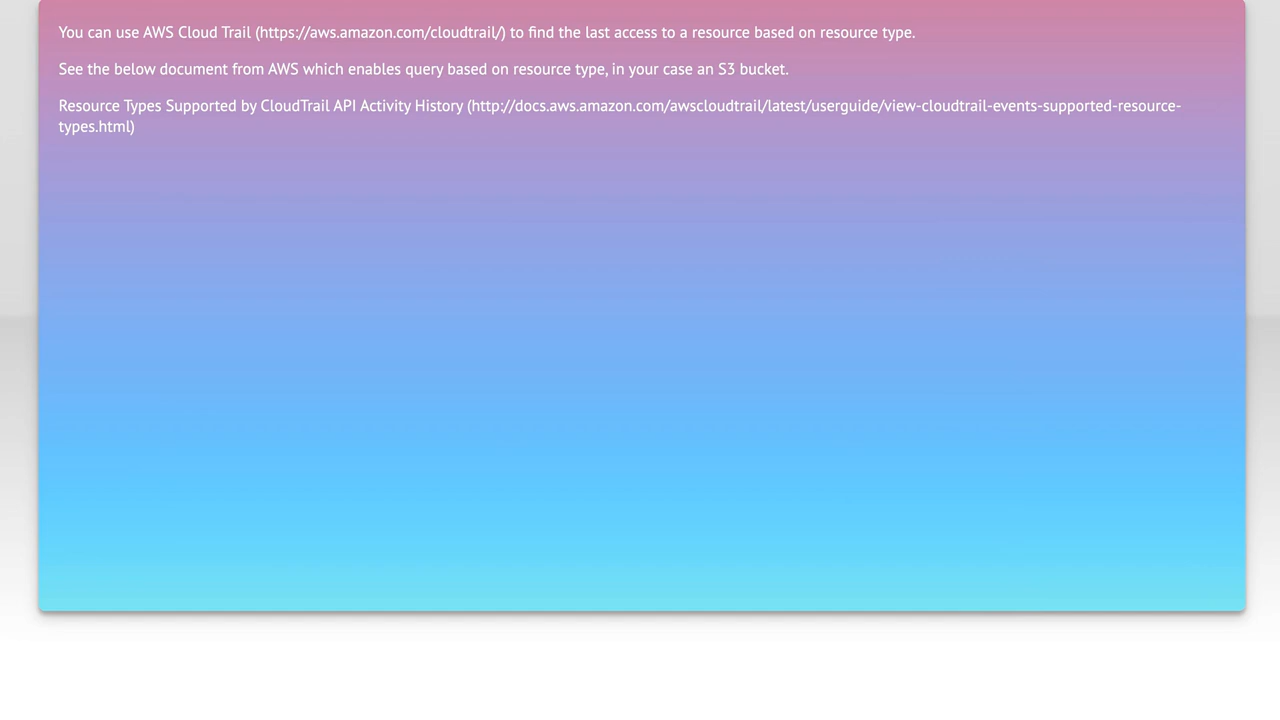 You can use AWS Cloud Trail (https://aws.amazon.com/cloudtrail/) to find the last access to a resource based on resource type.
See the below document from AWS which enables query based on resource type, in your case an S3 bucket.
Resource Types Supported by CloudTrail API Activity History (http://docs.aws.amazon.com/awscloudtrail/latest/userguide/view-cloudtrail-events-supported-resource-
types.html)